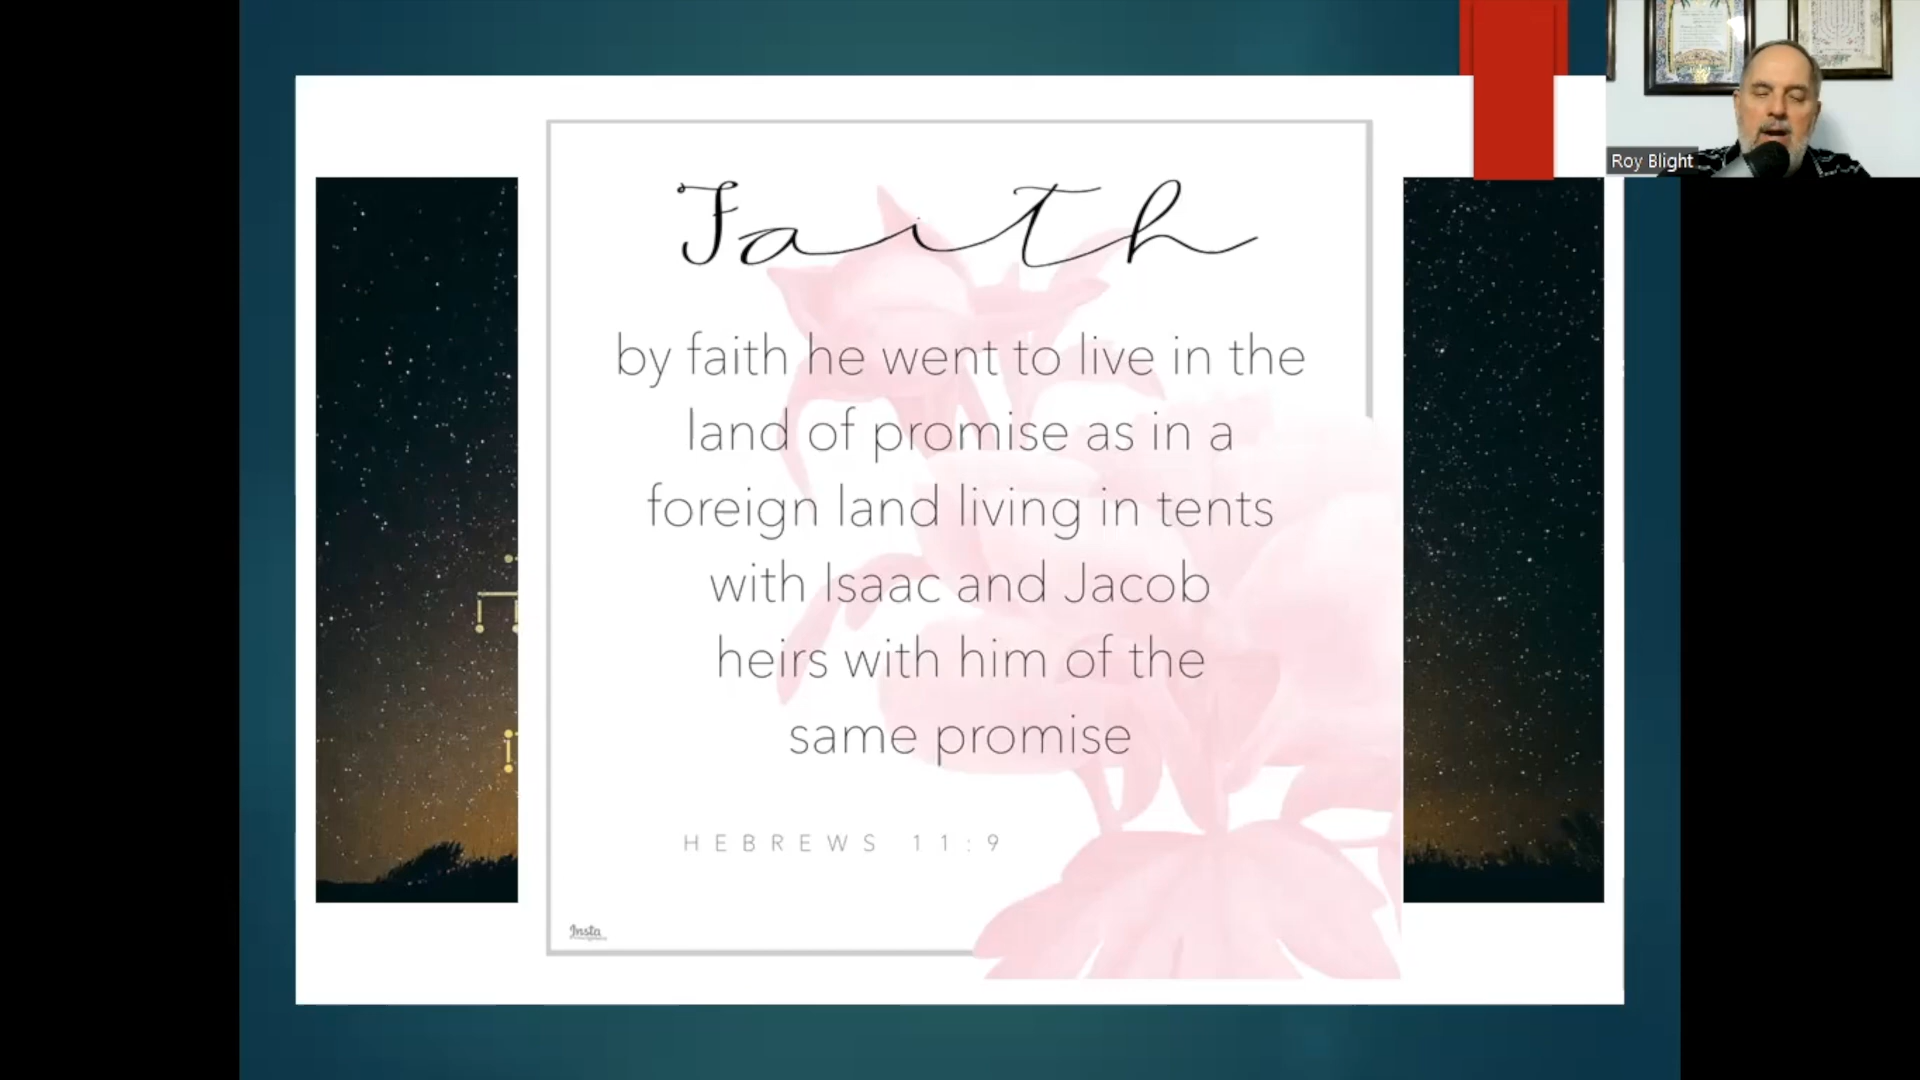 Roy Blight
Faith
by faith he went to live in the
land of promise as in a
foreign land living in tents
with Isaac and Jacob
heirs with him of the
same promise
HEBREWS 11:9
Insta